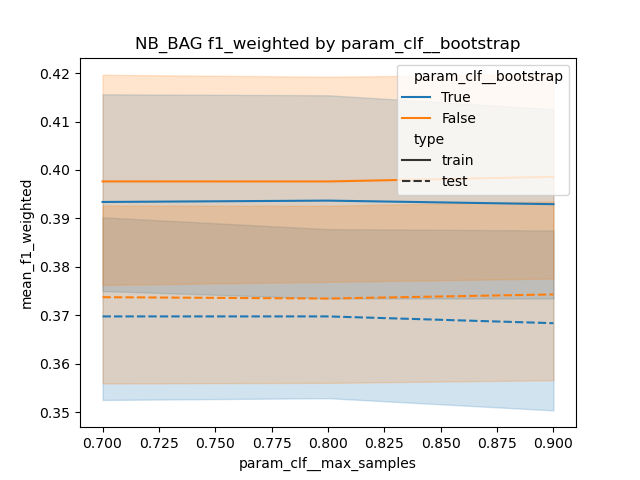 NB_BAG f1_weighted by param_clf__bootstrap
param_clf__bootstrap
True
False
type
train
test
mean_f1_weighted
0.42
0.41
0.40
0.39
0.38
0.37
0.36
0.35
0.700 0.725 0.750 0.775 0.800 0.825 0.850 0.875 0.900
param_clf__max_samples